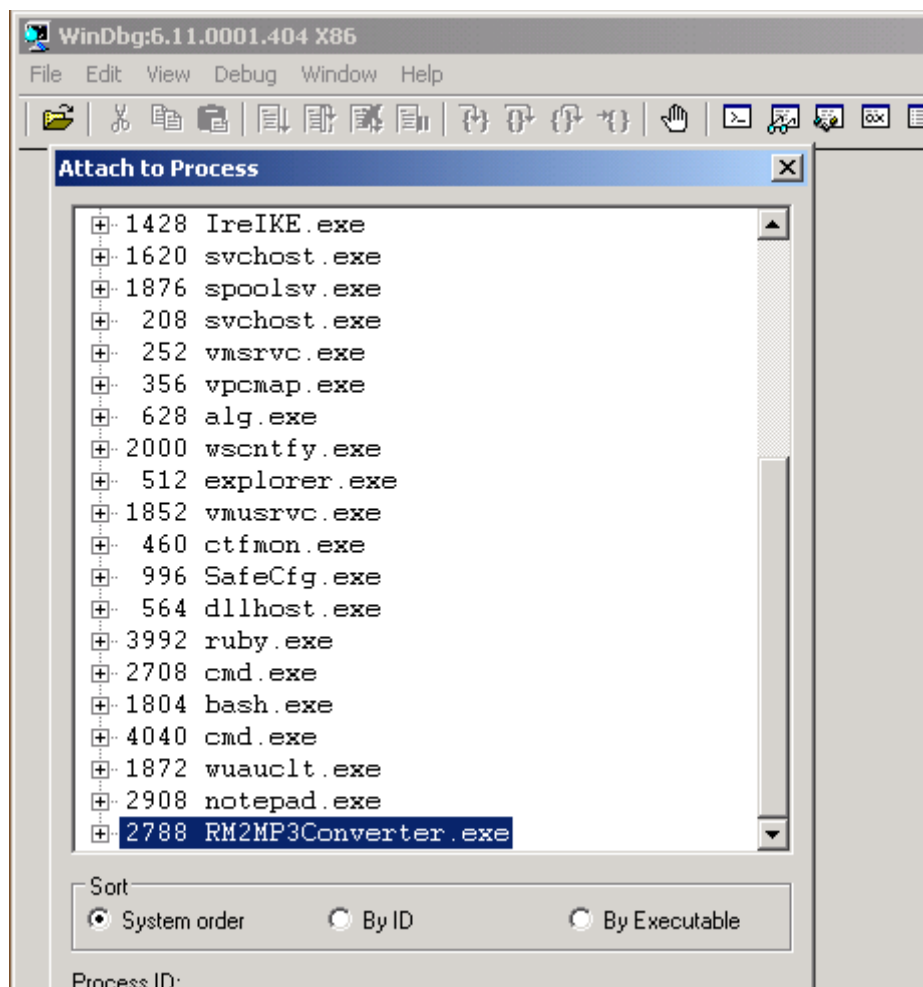 WinDbg:6.11.0001.404 X86
File Edit View Debug Window Help
Attach to Process
1428 IreIKE.exe
1620 svchost.exe
1876 spoolsv.exe
208 svchost.exe
252 vmsrvc.exe
356 vpcmap.exe
628 alg.exe
2000 wscntfy.exe
512 explorer.exe
1852 vmusrvc.exe
460 ctfmon.exe
996 SafeCfg.exe
564 dllhost.exe
3992 ruby.exe
2708 cmd.exe
1804 bash.exe
4040 cmd.exe
1872 wuauclt.exe
2908 notepad.exe
2788 RM2MP3Converter.exe
Sort
System order By ID By Executable
Process ID: